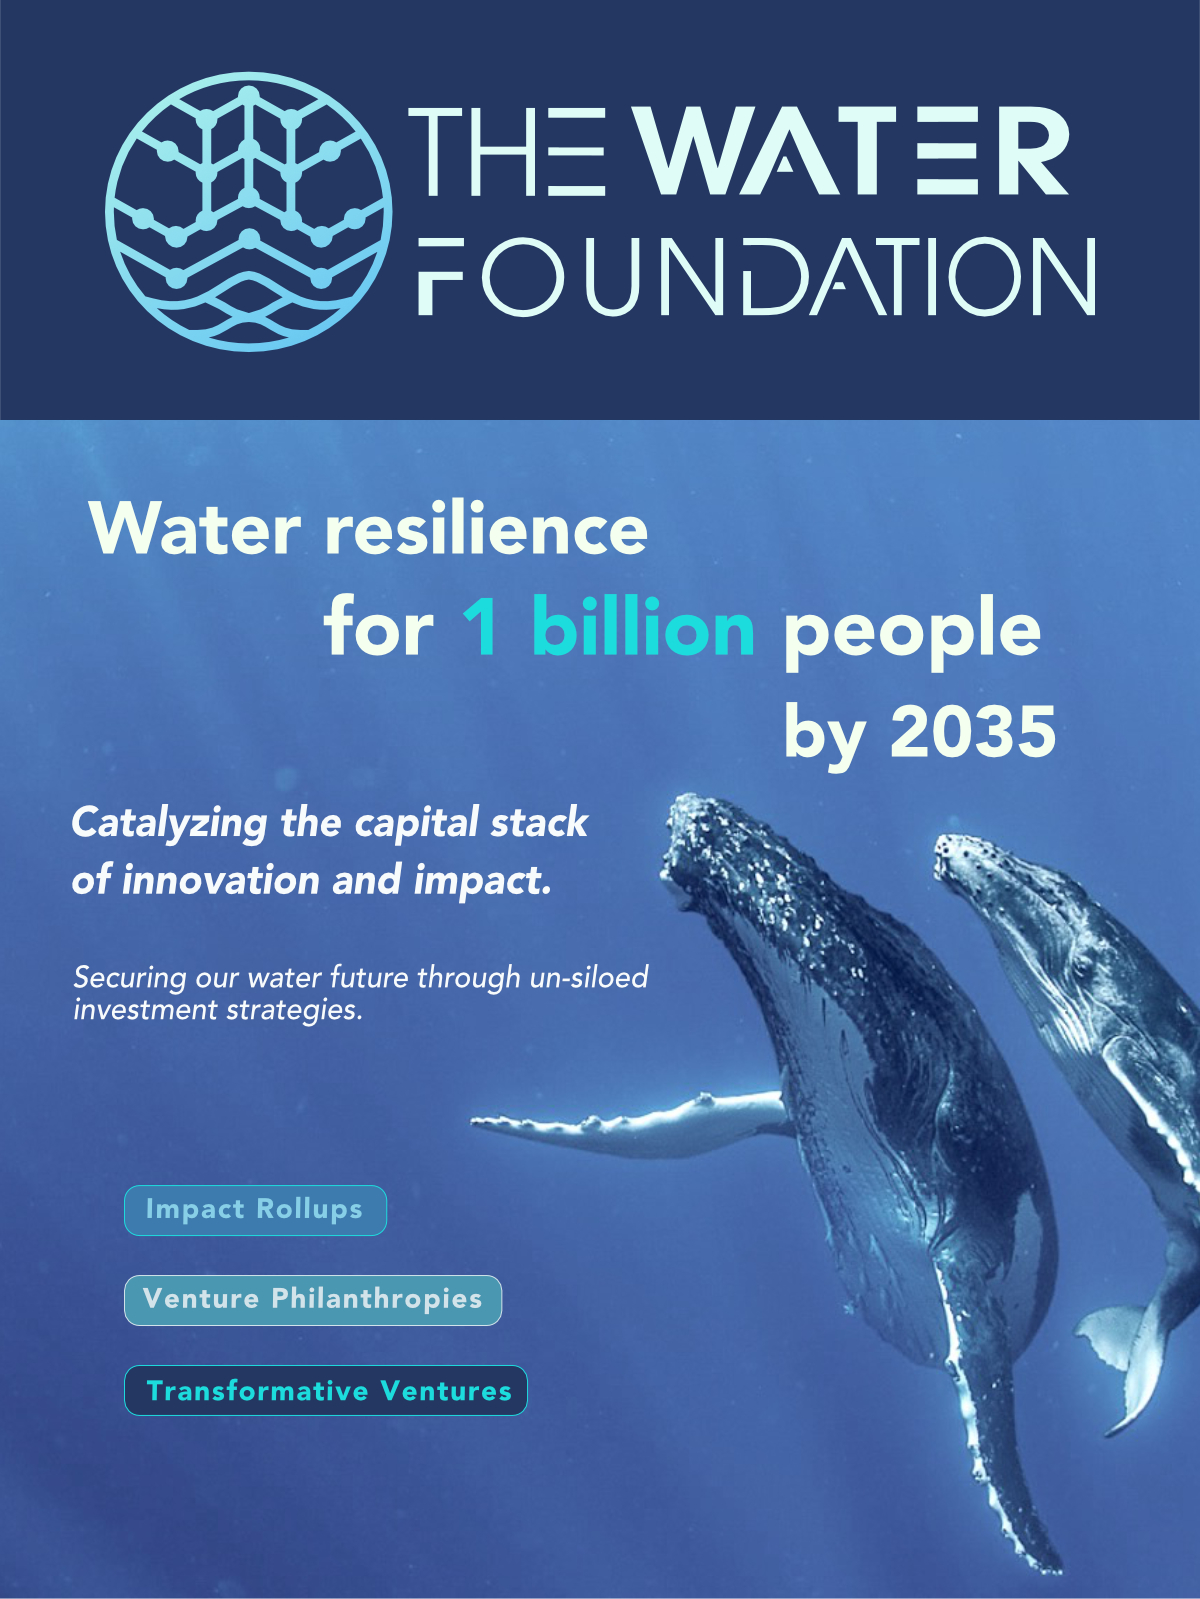 THE WATER
FOUNDATION
Water resilience
for 1 billion people
by 2035
Catalyzing the capital stack
of innovation and impact.
Securing our water future through un-siloed
investment strategies.
Impact Rollups
Venture Philanthropies
Transformative Ventures